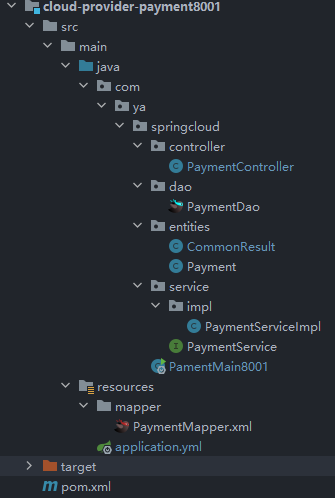 cloud-provider-payment8001
src
main
java
com
ya
springcloud
controller
PaymentController
dao
PaymentDao
entities
CommonResult
Payment
service
impl
PaymentServiceImpl
PaymentService
PamentMain8001
resources
mapper
PaymentMapper.xml
application.yml
target
pom.xml